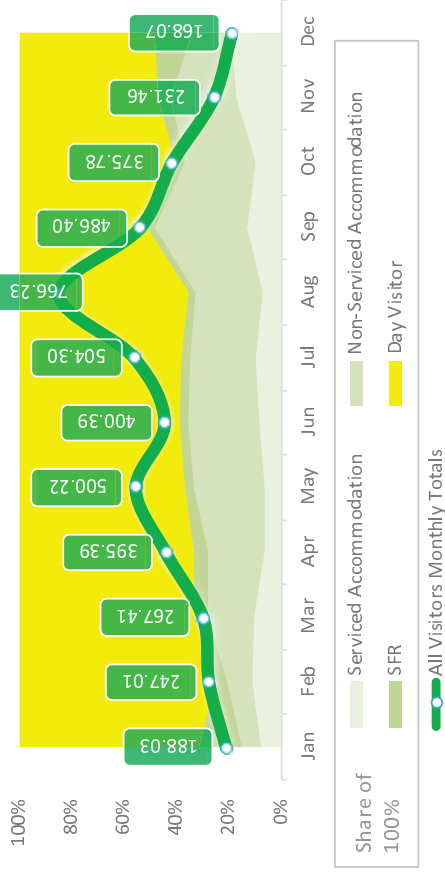 100%
80%
60%
40%
20%
0%
188.03
247.01
267.41
395.39
500.22
400.39
504.30
766.23
486.40
375.78
231.46
168.07
Jan
Feb
Mar
Apr
May
Jun
Jul
Aug
Sep
Oct
Nov
Dec
Share of
100%
Serviced Accommodation
Non-Serviced Accommodation
SFR
Day Visitor
All Visitors Monthly Totals